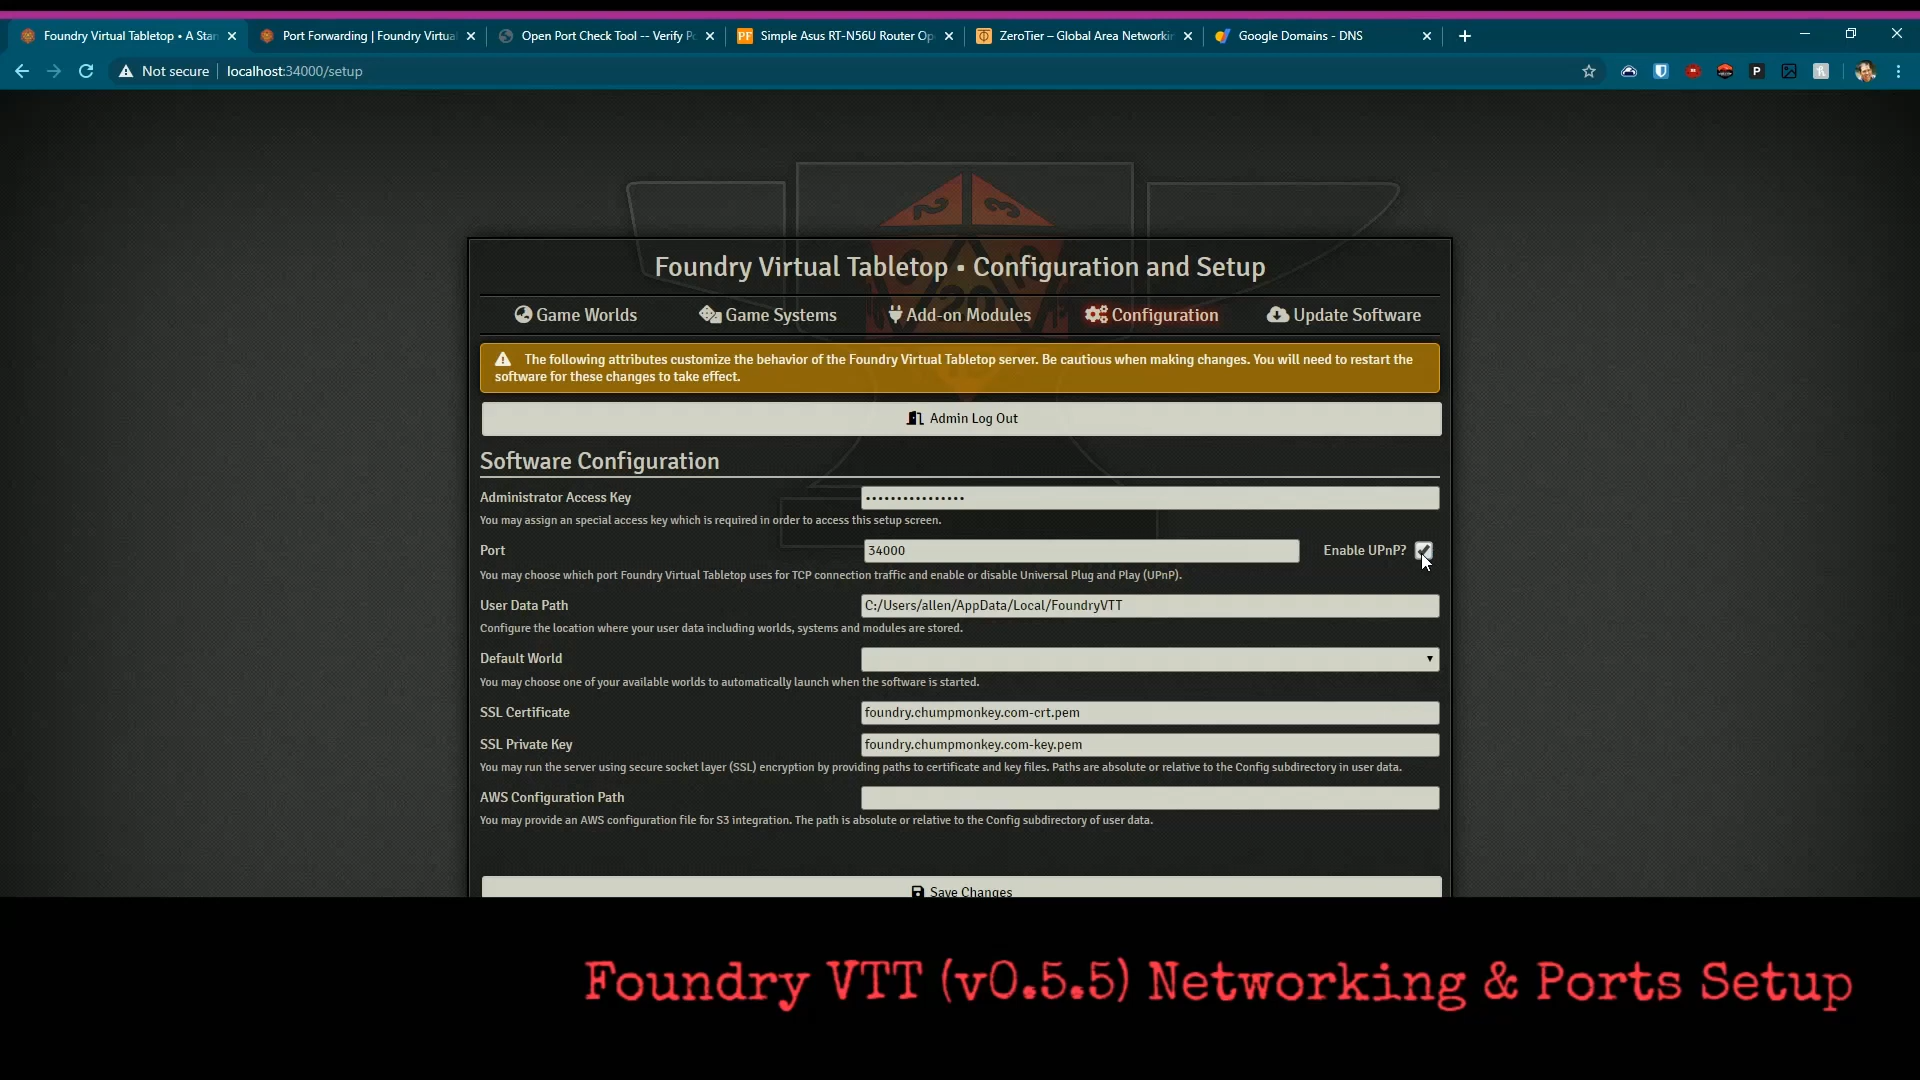 Foundry Virtual Tabletop • A Stan
Port Forwarding | Foundry Virtual
Open Port Check Tool -- Verify Po
Simple Asus RT-N56U Router Op
ZeroTier – Global Area Networkin
Google Domains - DNS
Not secure
localhost:34000/setup
Foundry Virtual Tabletop • Configuration and Setup
Game Worlds
Game Systems
Add-on Modules
Configuration
Update Software
The following attributes customize the behavior of the Foundry Virtual Tabletop server. Be cautious when making changes. You will need to restart the
software for these changes to take effect.
Admin Log Out
Software Configuration
Administrator Access Key
••••••••••••••••
You may assign an special access key which is required in order to access this setup screen.
Port
34000
Enable UPnP?
You may choose which port Foundry Virtual Tabletop uses for TCP connection traffic and enable or disable Universal Plug and Play (UPnP).
User Data Path
C:/Users/allen/AppData/Local/FoundryVTT
Configure the location where your user data including worlds, systems and modules are stored.
Default World
You may choose one of your available worlds to automatically launch when the software is started.
SSL Certificate
foundry.chumpmonkey.com-crt.pem
SSL Private Key
foundry.chumpmonkey.com-key.pem
You may run the server using secure socket layer (SSL) encryption by providing paths to certificate and key files. Paths are absolute or relative to the Config subdirectory in user data.
AWS Configuration Path
You may provide an AWS configuration file for S3 integration. The path is absolute or relative to the Config subdirectory of user data.
Save Changes
Foundry VTT (v0.5.5) Networking & Ports Setup